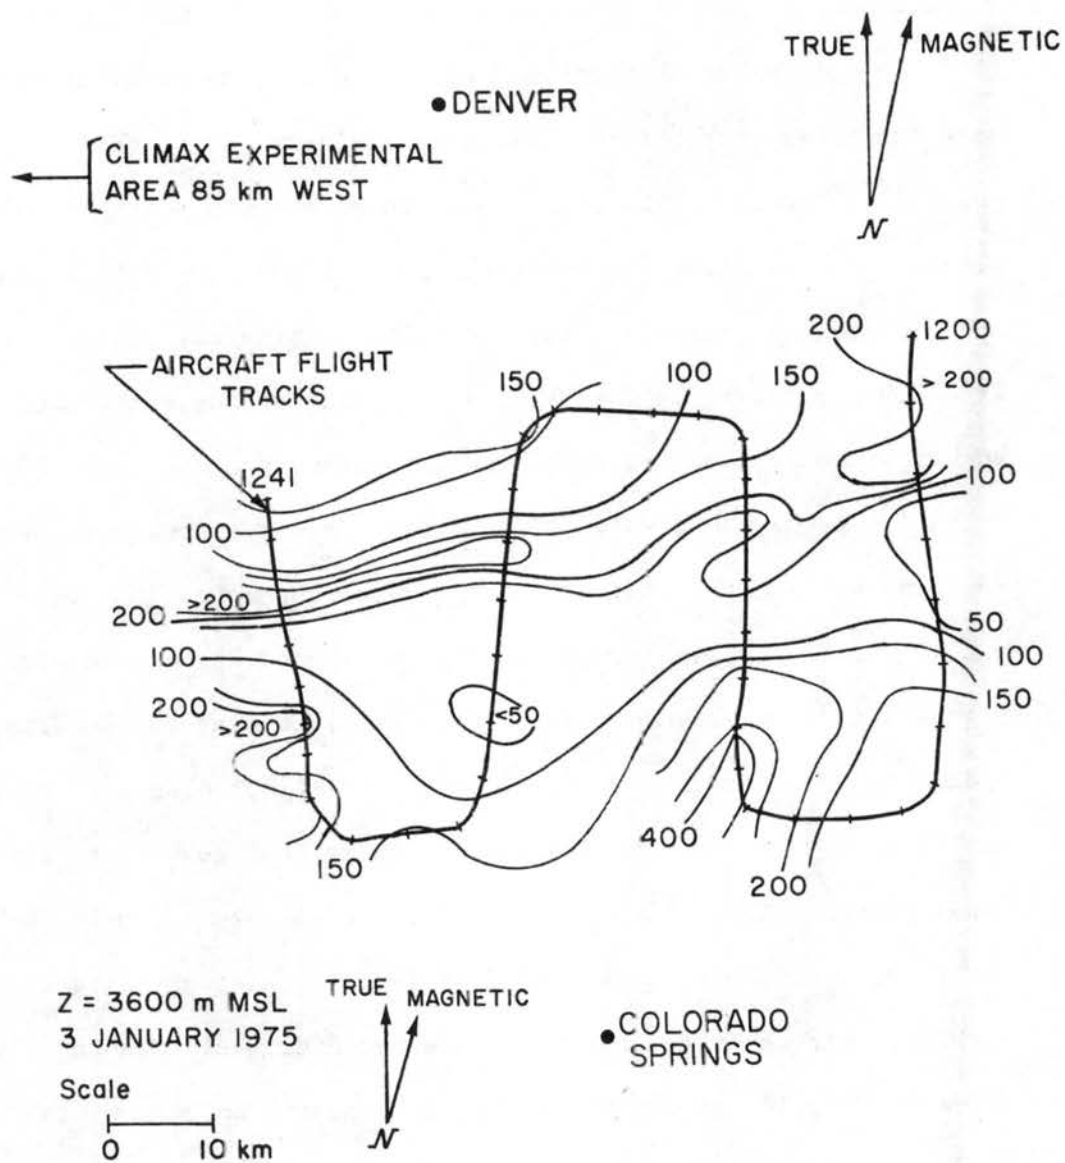 TRUE MAGNETIC
N
DENVER
CLIMAX EXPERIMENTAL
AREA 85 km WEST
AIRCRAFT FLIGHT
TRACKS
200
1200
> 200
150
100
150
1241
100
100
>200
200
100
200
>200
<50
50
100
150
150
400
200
Z = 3600 m MSL
3 JANUARY 1975
Scale
0 10 km
TRUE MAGNETIC
N
COLORADO
SPRINGS